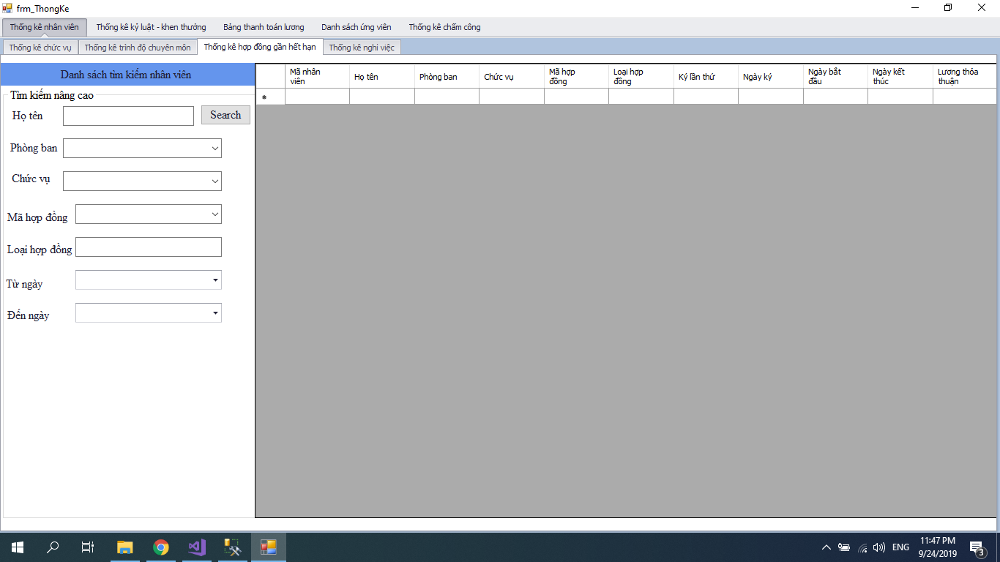 frm_ThongKe
Thống kê nhân viên
Thống kê kỷ luật - khen thưởng
Bảng thanh toán lương
Danh sách ứng viên
Thống kê chấm công
Thống kê chức vụ
Thống kê trình độ chuyên môn
Thống kê hợp đồng gần hết hạn
Thống kê nghỉ việc
Danh sách tìm kiếm nhân viên
Tìm kiếm nâng cao
Họ tên
Search
Phòng ban
Chức vụ
Mã hợp đồng
Loại hợp đồng
Từ ngày
Đến ngày
Mã nhân
viên
Họ tên
Phòng ban
Chức vụ
Mã hợp
đồng
Loại hợp
đồng
Ký lần thứ
Ngày ký
Ngày bắt
đầu
Ngày kết
thúc
Lương thỏa
thuận
ENG
11:47 PM
9/24/2019
3